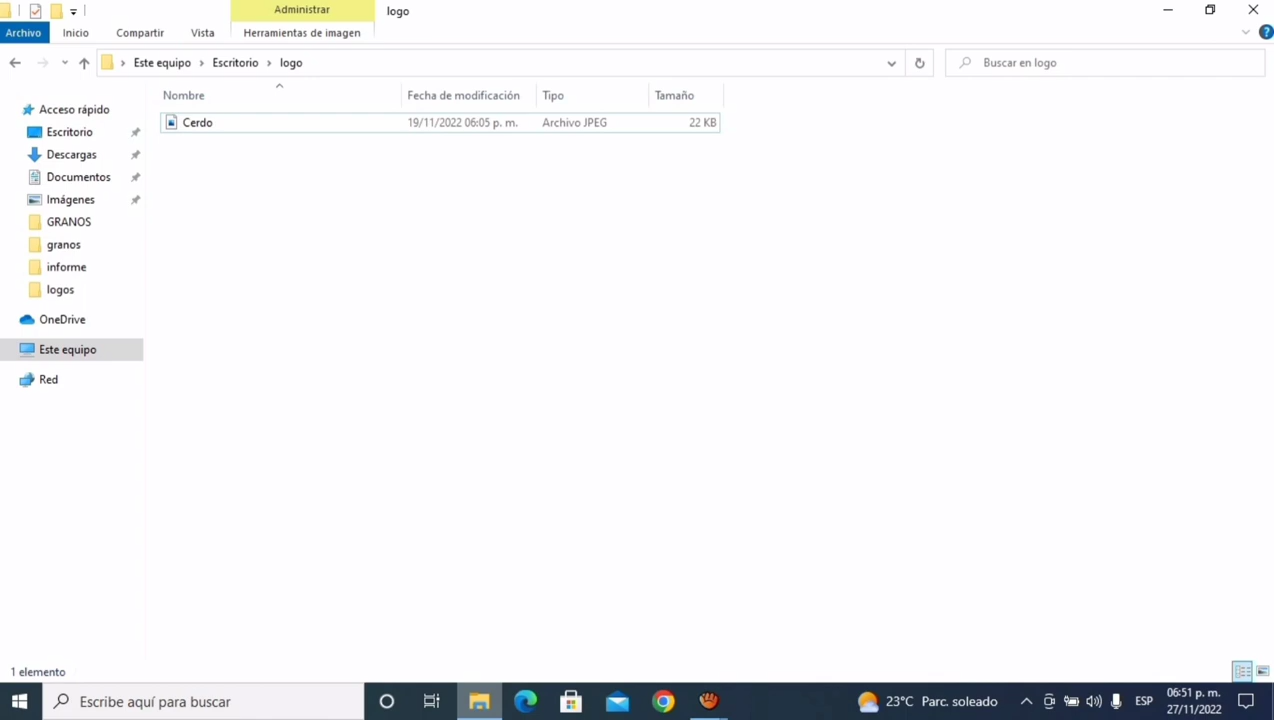 Administrar
logo
Archivo
Inicio
Compartir
Vista
Herramientas de imagen
?
Este equipo > Escritorio > logo
Buscar en logo
Nombre
Fecha de modificación
Tipo
Tamaño
Cerdo
19/11/2022 06:05 p. m.
Archivo JPEG
22 KB
Acceso rápido
Escritorio
Descargas
Documentos
Imágenes
GRANOS
granos
informe
logos
OneDrive
Este equipo
Red
1 elemento
Escribe aquí para buscar
23°C Parc. soleado
ESP
06:51 p. m.
27/11/2022